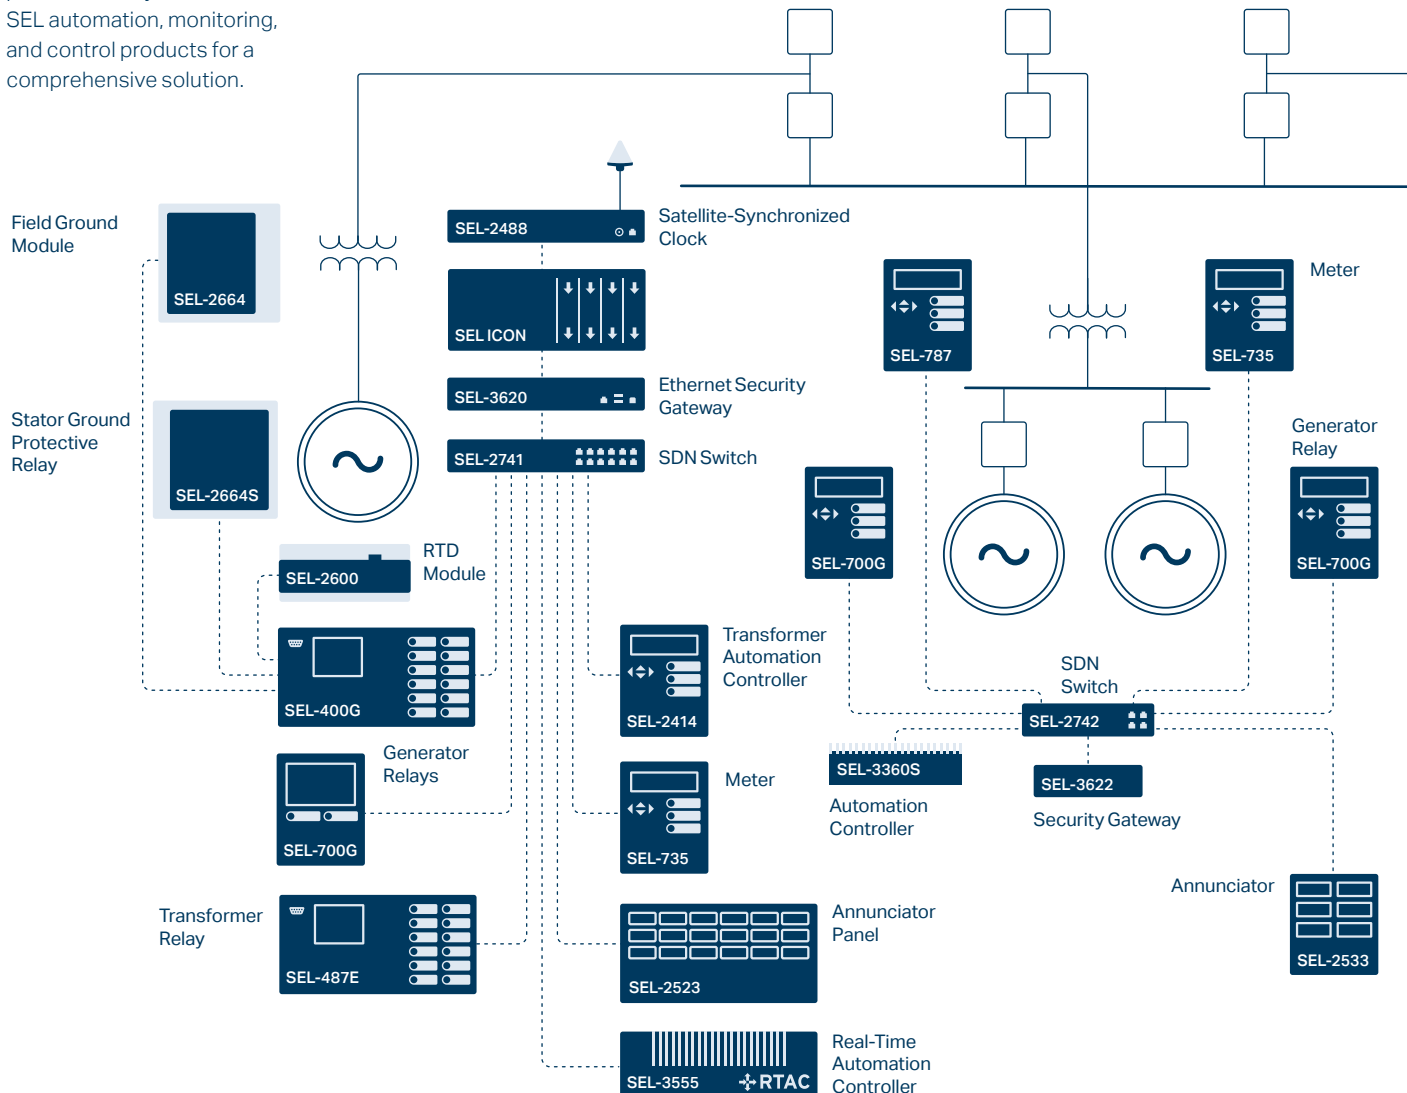 SEL automation, monitoring,
and control products for a
comprehensive solution.
Field Ground
Module
SEL-2664
SEL-2488
Satellite-Synchronized
Clock
SEL ICON
SEL-3620
Ethernet Security
Gateway
SEL-2741
SDN Switch
Stator Ground
Protective
Relay
SEL-2664S
SEL-2600
RTD
Module
SEL-400G
Generator
Relays
SEL-700G
Transformer
Relay
SEL-487E
Transformer
Automation
Controller
SEL-2414
Meter
SEL-735
Annunciator
Panel
SEL-2523
Real-Time
Automation
Controller
SEL-3555
RTAC
SEL-787
Meter
SEL-735
Generator
Relay
SEL-700G
SEL-700G
SDN
Switch
SEL-2742
SEL-3360S
Automation
Controller
SEL-3622
Security Gateway
Annunciator
SEL-2533